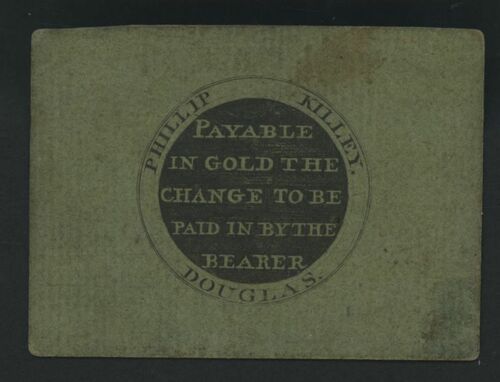 PHILLIP KILLEY.
PAYABLE
IN GOLD THE
CHANGE TO BE
PAID IN BY THE
BEARER
DOUGLAS.